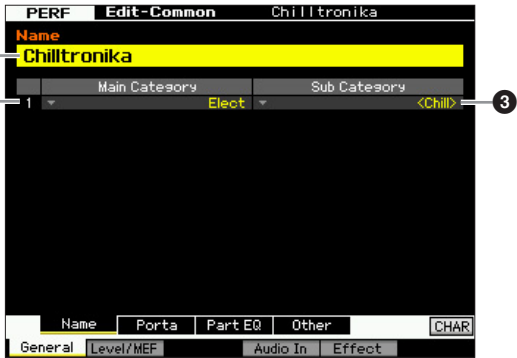 PERF Edit-Common Chilltronika
Name
Chilltronika
Main Category Sub Category
1 Elect <Chill> 3
Name Porta Part EQ Other CHAR
General Level/MEF Audio In Effect